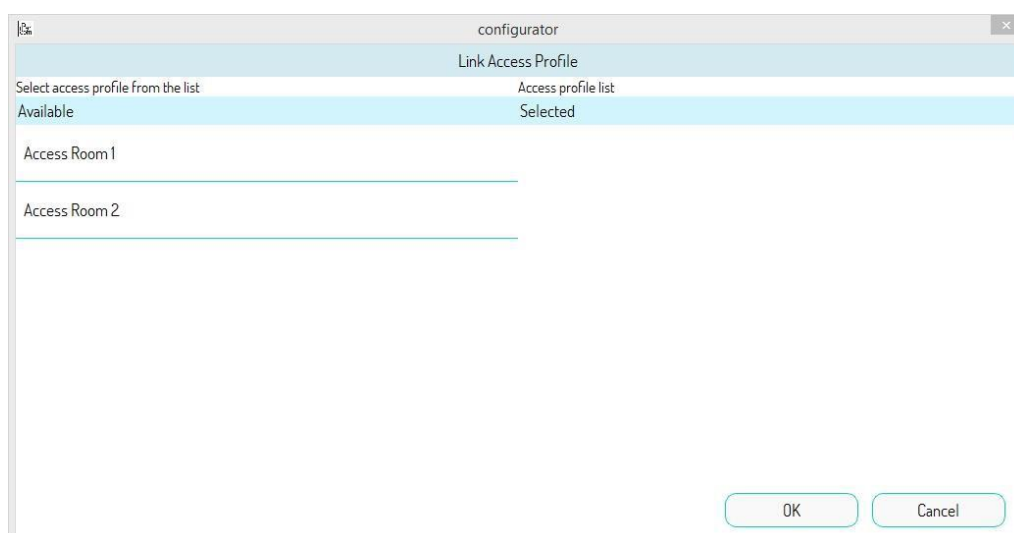 configurator
Link Access Profile
Select access profile from the list
Access profile list
Available
Selected
Access Room 1
Access Room 2
OK
Cancel